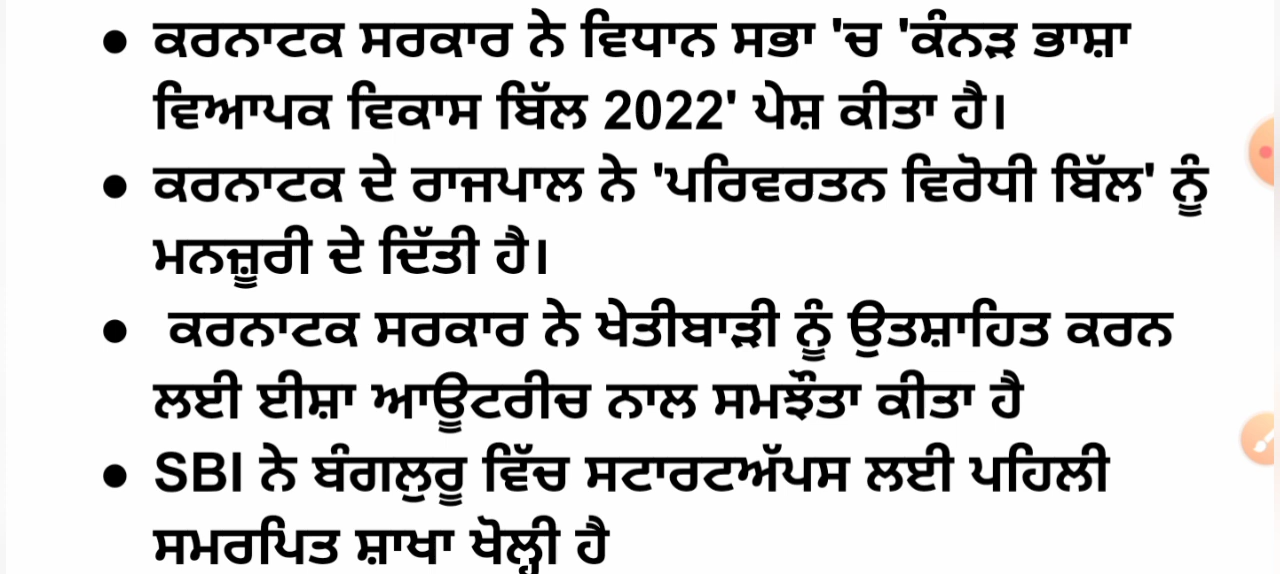 • ਕਰਨਾਟਕ ਸਰਕਾਰ ਨੇ ਵਿਧਾਨ ਸਭਾ 'ਚ 'ਕੰਨੜ ਭਾਸ਼ਾ
ਵਿਆਪਕ ਵਿਕਾਸ ਬਿੱਲ 2022' ਪੇਸ਼ ਕੀਤਾ ਹੈ।
• ਕਰਨਾਟਕ ਦੇ ਰਾਜਪਾਲ ਨੇ 'ਪਰਿਵਰਤਨ ਵਿਰੋਧੀ ਬਿੱਲ' ਨੂੰ
ਮਨਜ਼ੂਰੀ ਦੇ ਦਿੱਤੀ ਹੈ।
• ਕਰਨਾਟਕ ਸਰਕਾਰ ਨੇ ਖੇਤੀਬਾੜੀ ਨੂੰ ਉਤਸ਼ਾਹਿਤ ਕਰਨ
ਲਈ ਈਸ਼ਾ ਆਊਟਰੀਚ ਨਾਲ ਸਮਝੌਤਾ ਕੀਤਾ ਹੈ
• SBI ਨੇ ਬੰਗਲੁਰੂ ਵਿੱਚ ਸਟਾਰਟਅੱਪਸ ਲਈ ਪਹਿਲੀ
ਸਮਰਪਿਤ ਸ਼ਾਖਾ ਖੋਲ੍ਹੀ ਹੈ